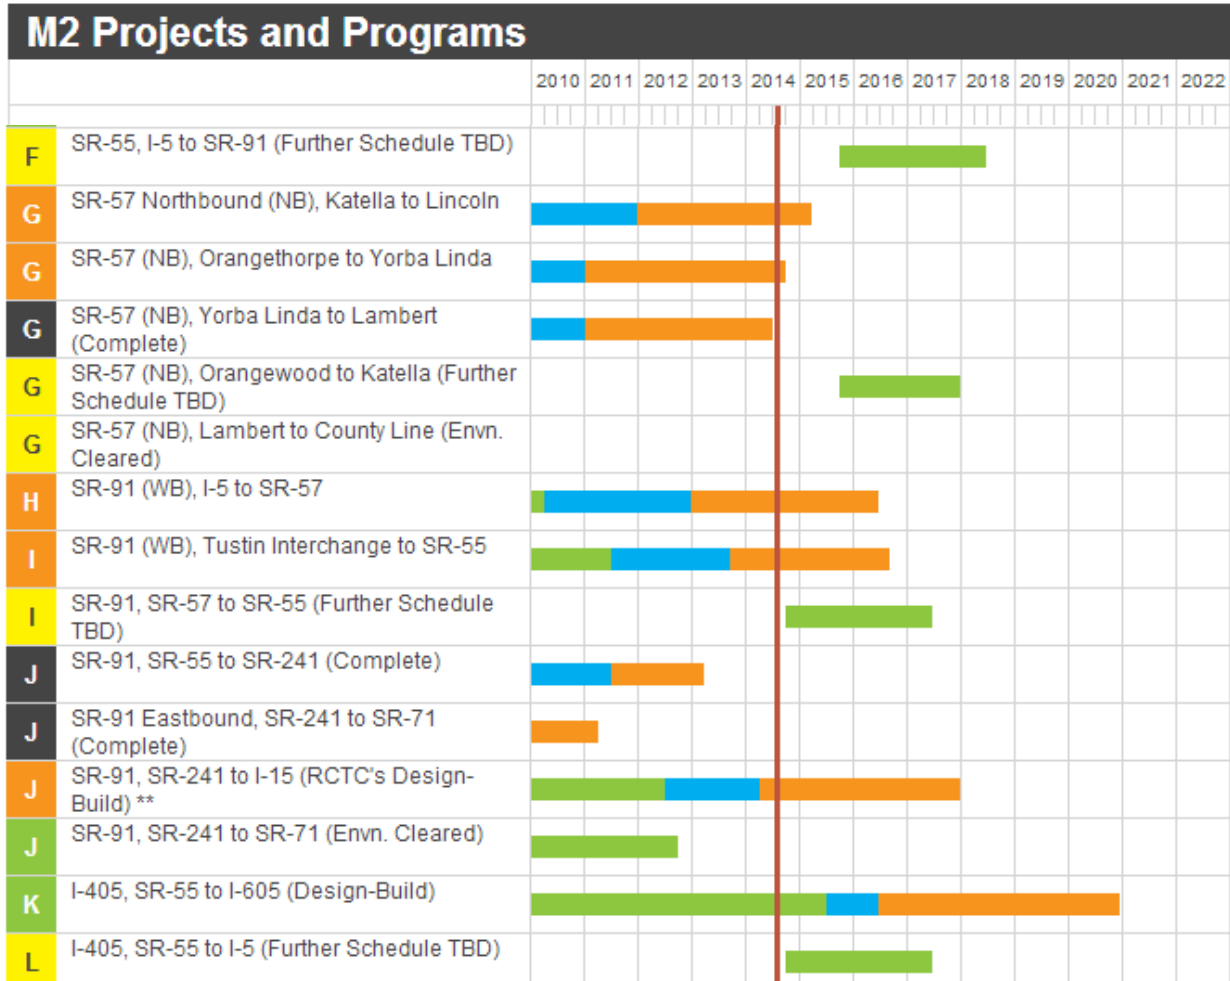 M2 Projects and Programs
2010 2011 2012 2013 2014 2015 2016 2017 2018 2019 2020 2021 2022
F SR-55, I-5 to SR-91 (Further Schedule TBD)
G SR-57 Northbound (NB), Katella to Lincoln
G SR-57 (NB), Orangethorpe to Yorba Linda
G SR-57 (NB), Yorba Linda to Lambert
(Complete)
G SR-57 (NB), Orangewood to Katella (Further
Schedule TBD)
G SR-57 (NB), Lambert to County Line (Envn.
Cleared)
H SR-91 (WB), I-5 to SR-57
I SR-91 (WB), Tustin Interchange to SR-55
I SR-91, SR-57 to SR-55 (Further Schedule
TBD)
J SR-91, SR-55 to SR-241 (Complete)
J SR-91 Eastbound, SR-241 to SR-71
(Complete)
J SR-91, SR-241 to I-15 (RCTC's Design-
Build) **
J SR-91, SR-241 to SR-71 (Envn. Cleared)
K I-405, SR-55 to I-605 (Design-Build)
L I-405, SR-55 to I-5 (Further Schedule TBD)